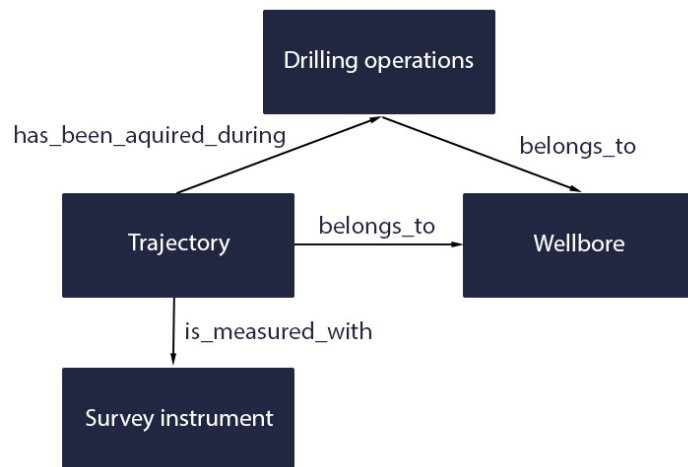 Drilling operations
has_been_aquired_during
belongs_to
Trajectory
belongs_to
Wellbore
is_measured_with
Survey instrument